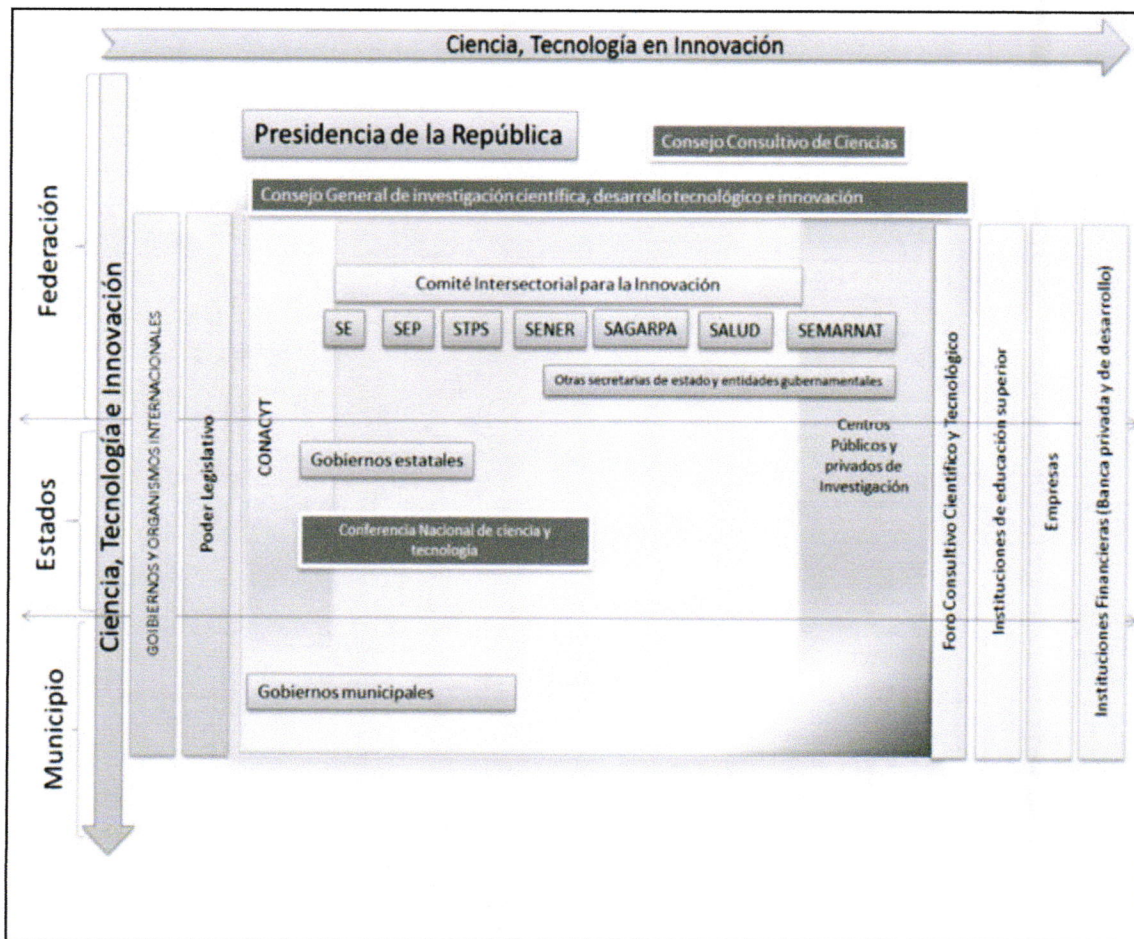 Ciencia, Tecnología en Innovación
Presidencia de la República
Consejo Consultivo de Ciencias
Consejo General de investigación científica, desarrollo tecnológico e innovación
Federación
Estados
Municipio
Ciencia, Tecnología e Innovación
GOIBIERNOS Y ORGANISMOS INTERNACIONALES
Poder Legislativo
CONACYT
Comité Intersectorial para la Innovación
SE
SEP
STPS
SENER
SAGARPA
SALUD
SEMARNAT
Otras secretarias de estado y entidades gubernamentales
Gobiernos estatales
Conferencia Nacional de ciencia y
tecnología
Gobiernos municipales
Centros
Públicos y
privados de
Investigación
Foro Consultivo Científico y Tecnológico
Instituciones de educación superior
Empresas
Instituciones Financieras (Banca privada y de desarrollo)